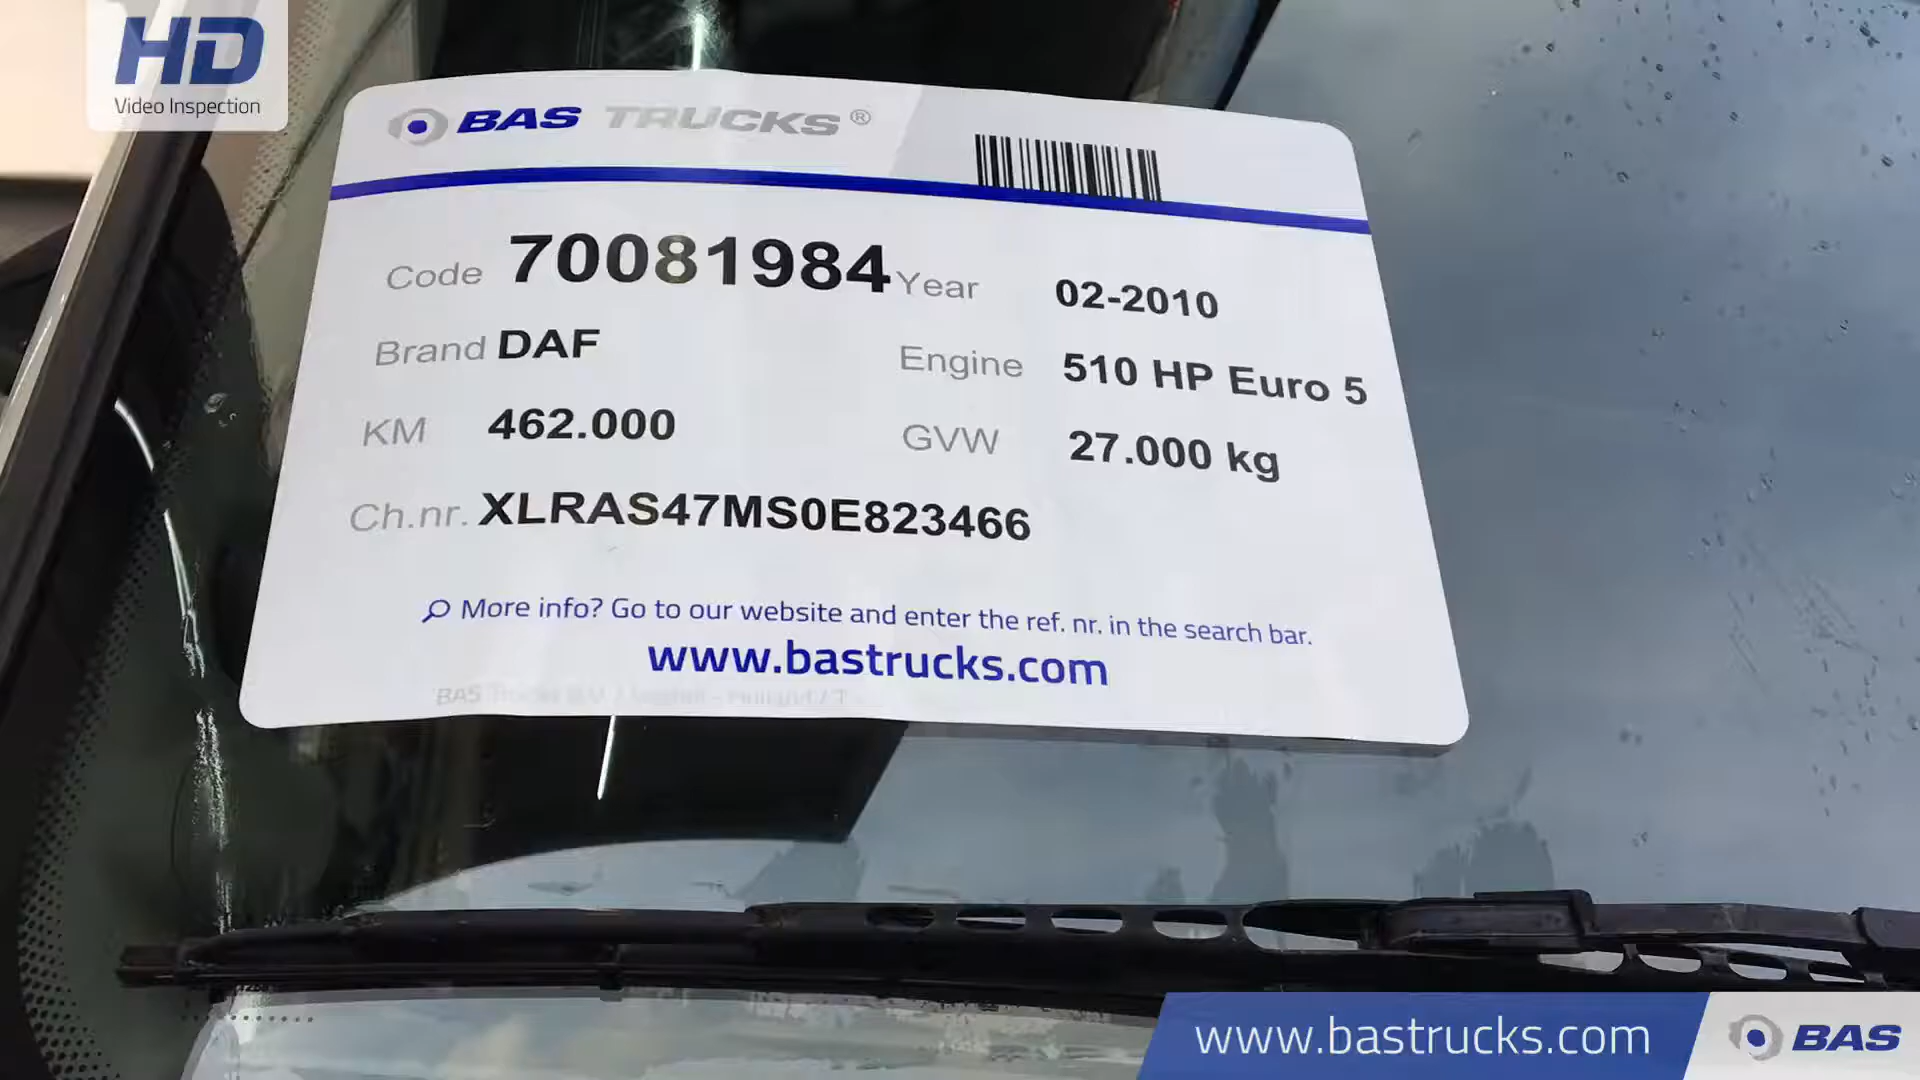 HD
Video Inspection
BAS TRUCKS®
Code 70081984 Year 02-2010
Brand DAF Engine 510 HP Euro 5
KM 462.000 GVW 27.000 kg
Ch.nr. XLRAS47MS0E823466
More info? Go to our website and enter the ref. nr. in the search bar.
www.bastrucks.com
BAS Trucks B.V.
www.bastrucks.com
BAS